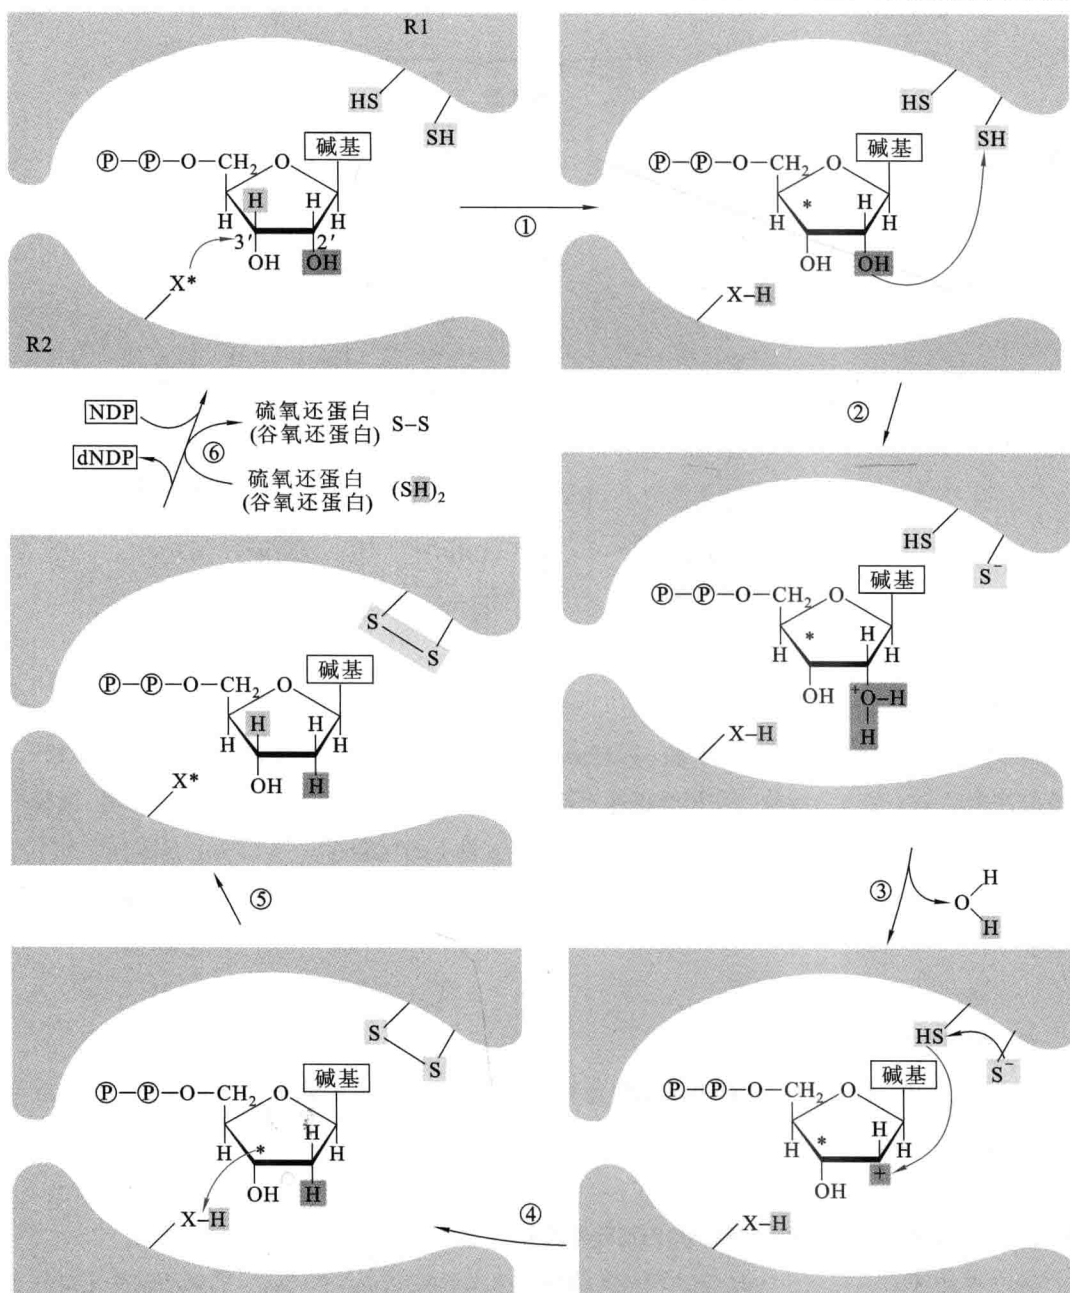 R1
HS
SH
碱基
Ⓟ–Ⓟ–O–CH₂ O
H H H H
3′ 2′
OH OH
X*
R2
①
HS
SH
碱基
Ⓟ–Ⓟ–O–CH₂ O
*
H H H
OH OH
X–H
②
HS
S⁻
碱基
Ⓟ–Ⓟ–O–CH₂ O
*
H H H
OH ⁺O–H
H
X–H
③
H
O
H
HS
S⁻
碱基
Ⓟ–Ⓟ–O–CH₂ O
*
H H H
+
OH
X–H
④
S
S
碱基
Ⓟ–Ⓟ–O–CH₂ O
H
H * H
OH H
X–H
⑤
S
S
碱基
Ⓟ–Ⓟ–O–CH₂ O
H H H H
OH H
X*
NDP
dNDP
⑥
硫氧还蛋白
(谷氧还蛋白) S–S
硫氧还蛋白
(谷氧还蛋白) (SH)₂